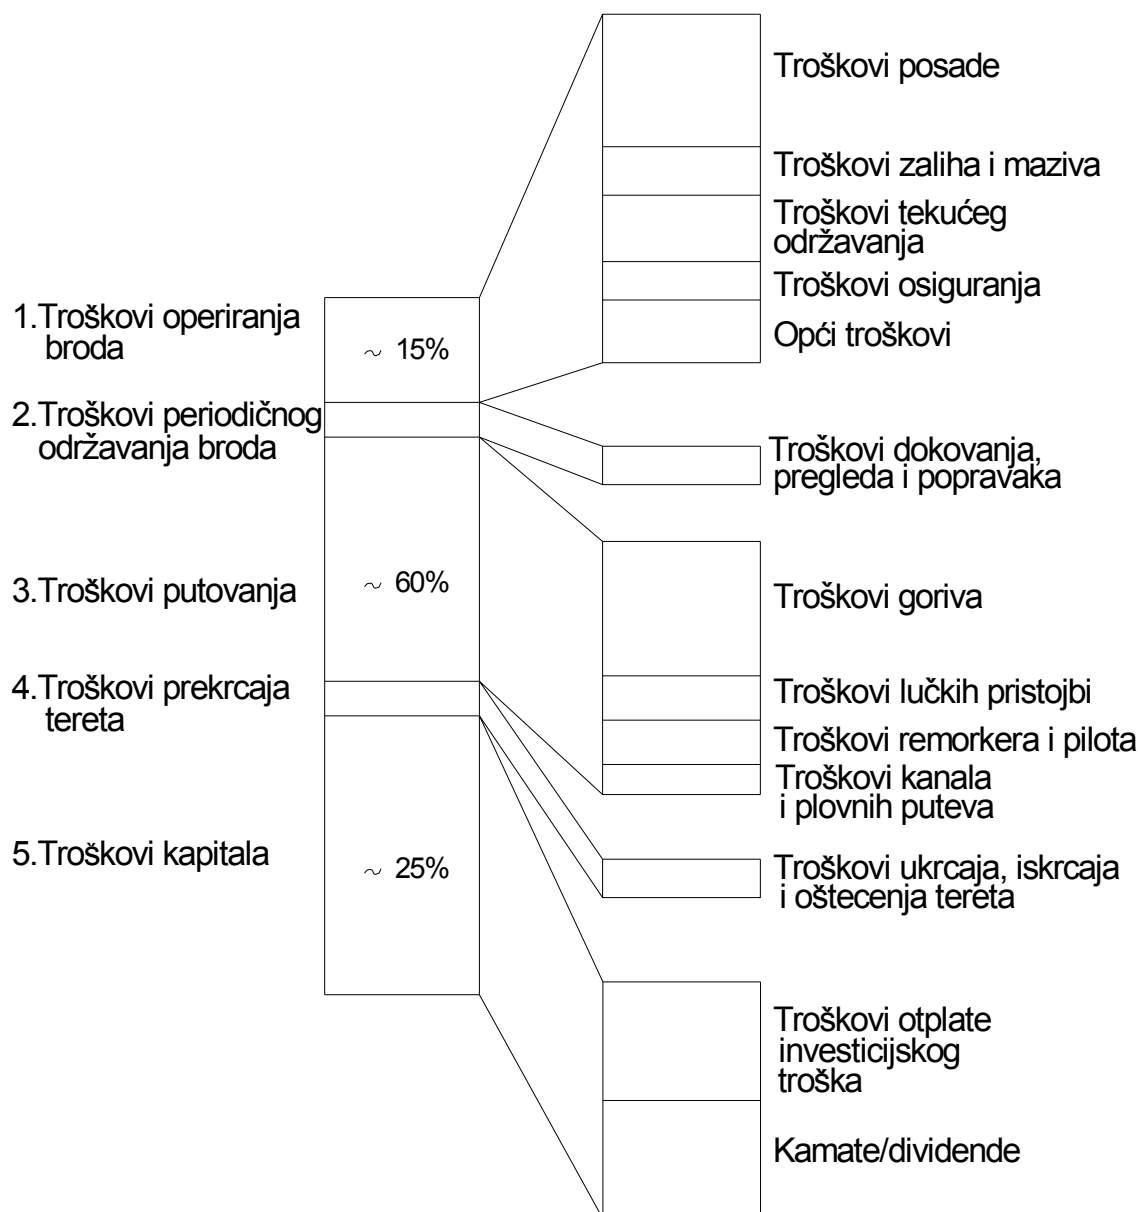 1.Troškovi operiranja
broda
2.Troškovi periodičnog
održavanja broda
3.Troškovi putovanja
4.Troškovi prekrcaja
tereta
5.Troškovi kapitala
~ 15%
~ 60%
~ 25%
Troškovi posade
Troškovi zaliha i maziva
Troškovi tekućeg
održavanja
Troškovi osiguranja
Opći troškovi
Troškovi dokovanja,
pregleda i popravaka
Troškovi goriva
Troškovi lučkih pristojbi
Troškovi remorkera i pilota
Troškovi kanala
i plovnih puteva
Troškovi ukrcaja, iskrcaja
i oštecenja tereta
Troškovi otplate
investicijskog
troška
Kamate/dividende